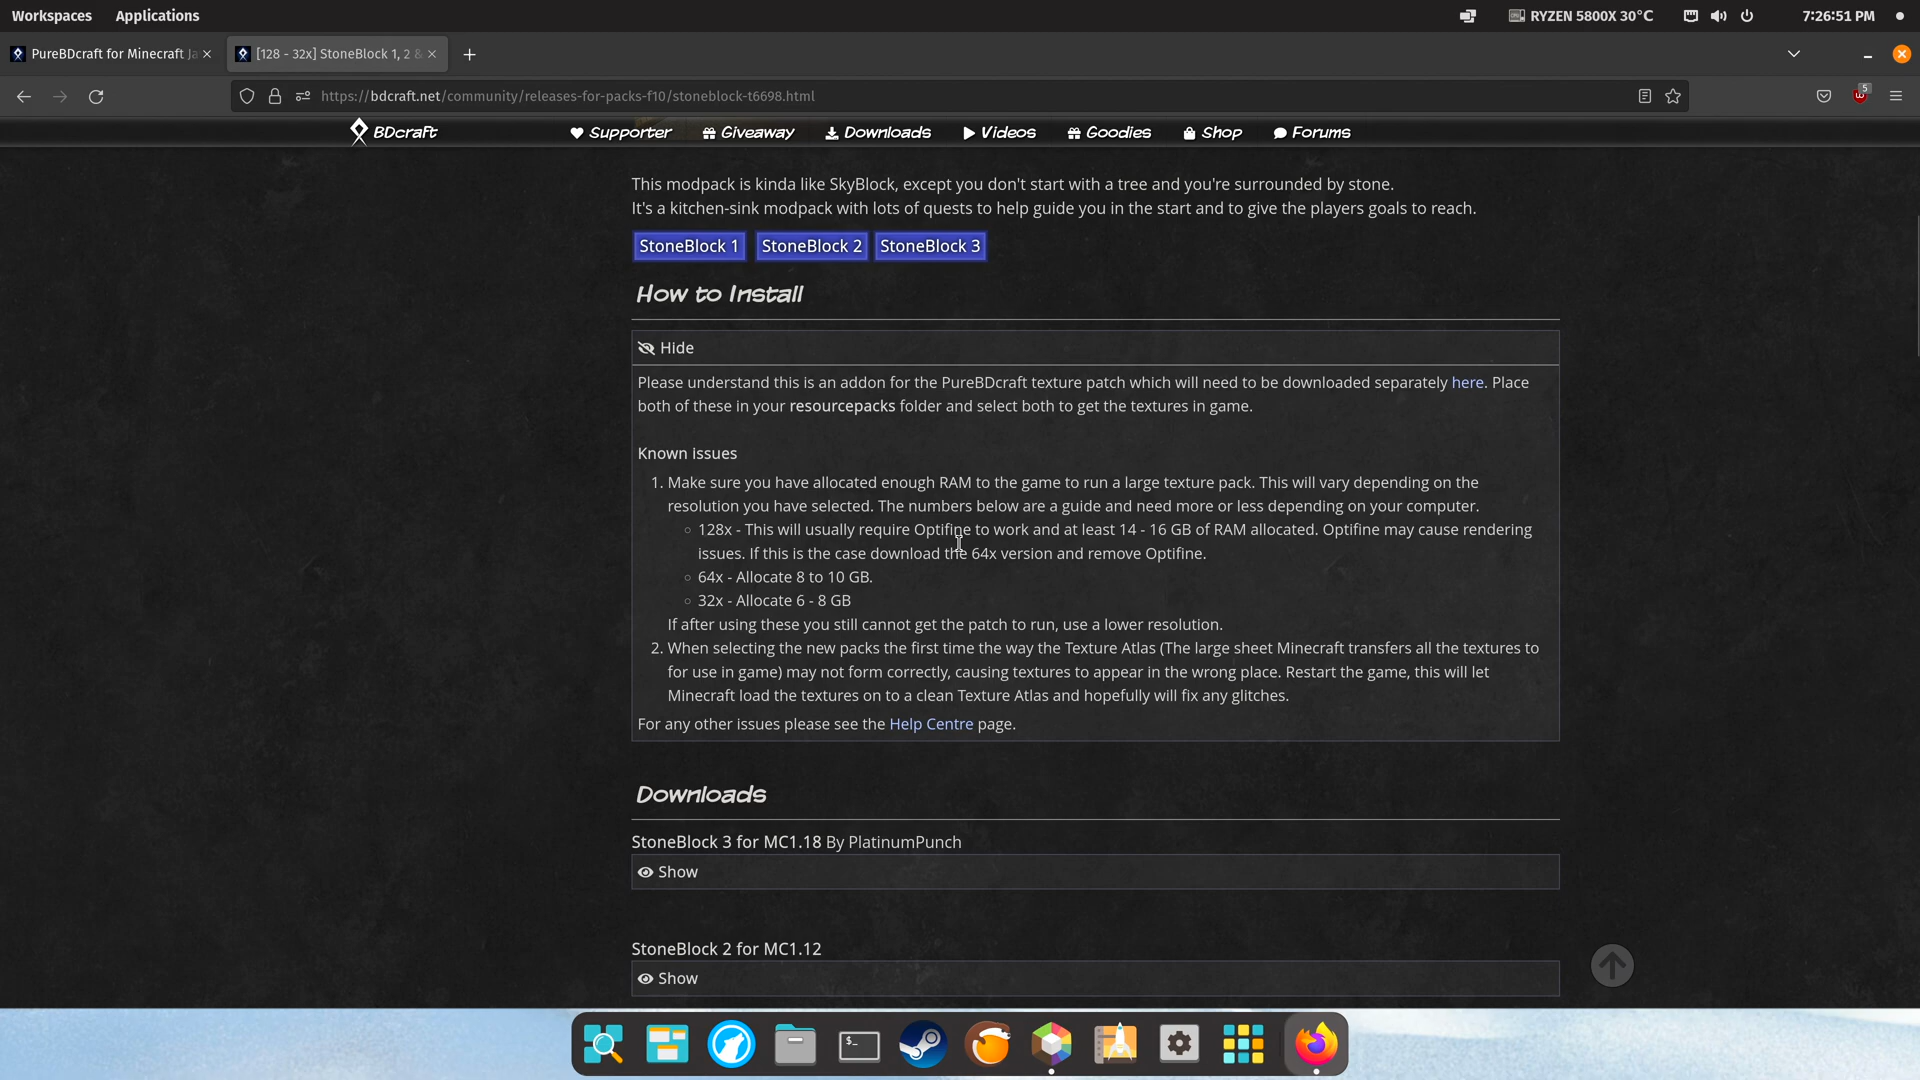 Workspaces Applications RYZEN 5800X 30°C 7:26:51 PM
PureBDcraft for Minecraft Ja [128 - 32x] StoneBlock 1, 2 &
https://bdcraft.net/community/releases-for-packs-f10/stoneblock-t6698.html 5
BDcraft Supporter Giveaway Downloads Videos Goodies Shop Forums
This modpack is kinda like SkyBlock, except you don't start with a tree and you're surrounded by stone.
It's a kitchen-sink modpack with lots of quests to help guide you in the start and to give the players goals to reach.
StoneBlock 1 StoneBlock 2 StoneBlock 3
How to Install
Hide
Please understand this is an addon for the PureBDcraft texture patch which will need to be downloaded separately here. Place
both of these in your resourcepacks folder and select both to get the textures in game.
Known issues
1. Make sure you have allocated enough RAM to the game to run a large texture pack. This will vary depending on the
resolution you have selected. The numbers below are a guide and need more or less depending on your computer.
◦ 128x - This will usually require Optifine to work and at least 14 - 16 GB of RAM allocated. Optifine may cause rendering
issues. If this is the case download the 64x version and remove Optifine.
◦ 64x - Allocate 8 to 10 GB.
◦ 32x - Allocate 6 - 8 GB
If after using these you still cannot get the patch to run, use a lower resolution.
2. When selecting the new packs the first time the way the Texture Atlas (The large sheet Minecraft transfers all the textures to
for use in game) may not form correctly, causing textures to appear in the wrong place. Restart the game, this will let
Minecraft load the textures on to a clean Texture Atlas and hopefully will fix any glitches.
For any other issues please see the Help Centre page.
Downloads
StoneBlock 3 for MC1.18 By PlatinumPunch
Show
StoneBlock 2 for MC1.12
Show
$_